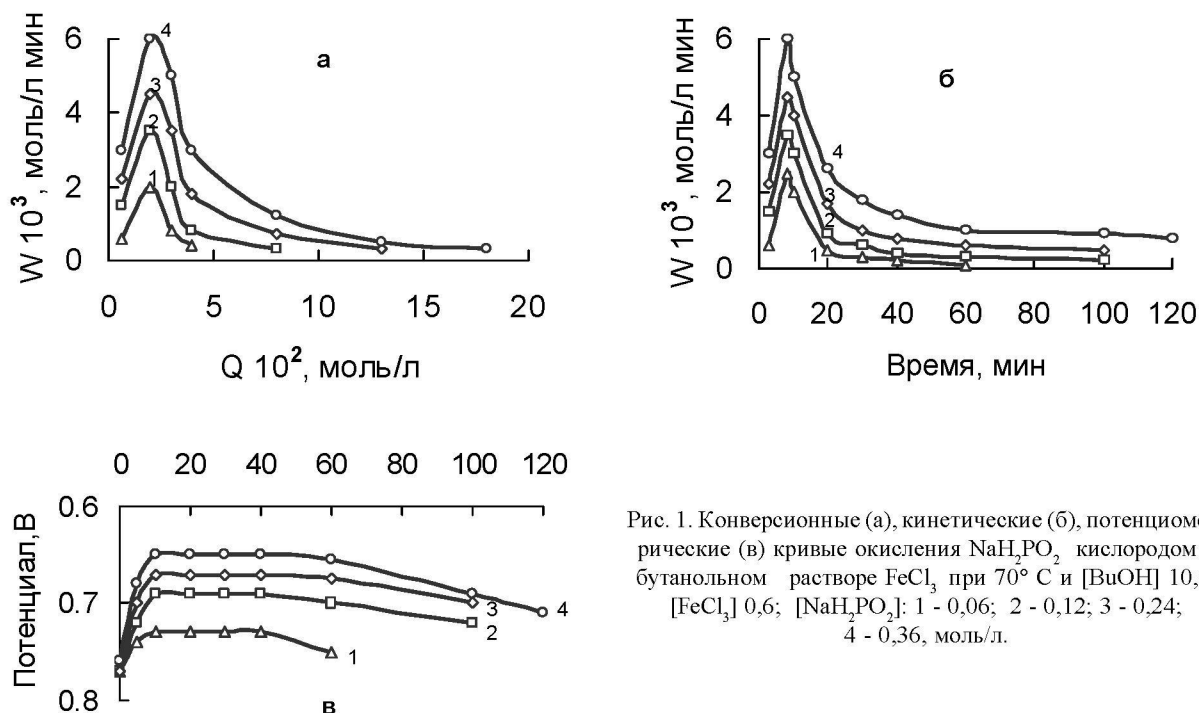 6
4
2
0
W 10³, моль/л мин
4
3
2
1
а
0 5 10 15 20
Q 10², моль/л
6
4
2
0
W 10³, моль/л мин
4
3
2
1
б
0 20 40 60 80 100 120
Время, мин
0 20 40 60 80 100 120
0.6
0.7
0.8
Потенциал,В
1
2
3
4
в
Рис. 1. Конверсионные (а), кинетические (б), потенциом
рические (в) кривые окисления NaH₂PO₂ кислородом
бутанольном раствоpе FeCl₃ при 70° С и [BuOH] 10,
[FeCl₃] 0,6; [NaH₂PO₂]: 1 - 0,06; 2 - 0,12; 3 - 0,24;
4 - 0,36, моль/л.